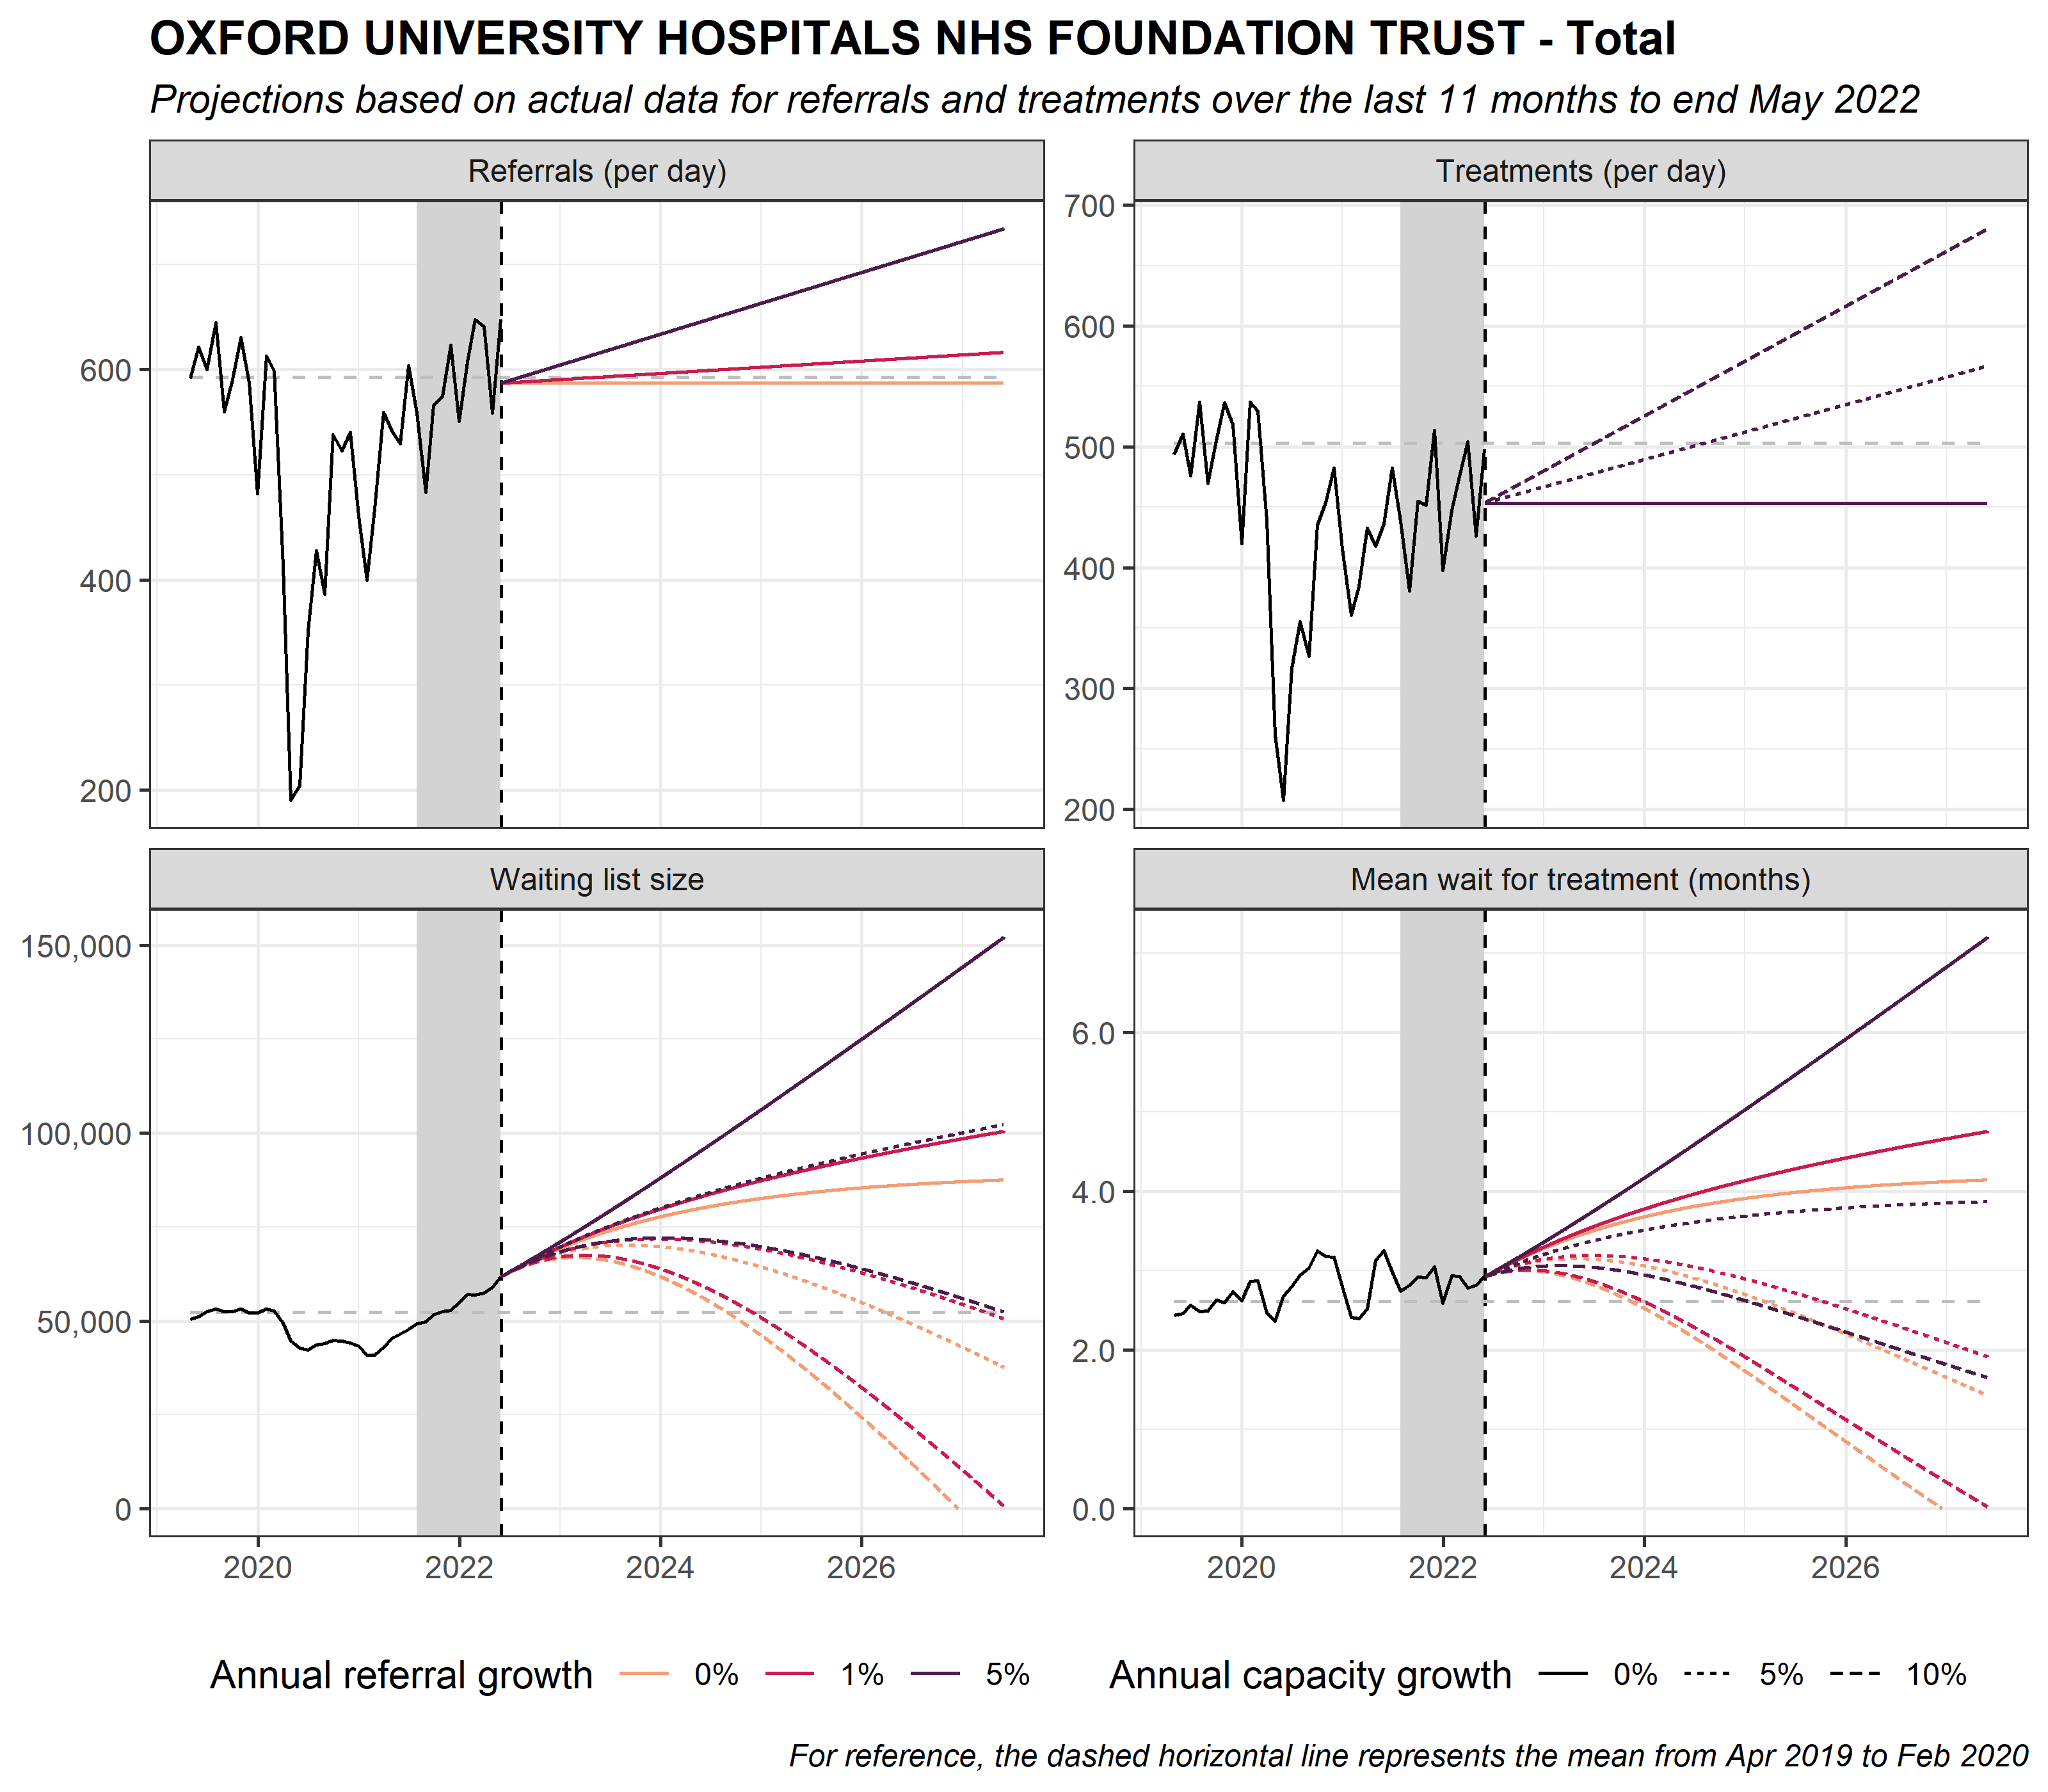 OXFORD UNIVERSITY HOSPITALS NHS FOUNDATION TRUST - Total
Projections based on actual data for referrals and treatments over the last 11 months to end May 2022
Referrals (per day)
600
400
200
Treatments (per day)
700
600
500
400
300
200
Waiting list size
150,000
100,000
50,000
0
2020 2022 2024 2026
Mean wait for treatment (months)
6.0
4.0
2.0
0.0
2020 2022 2024 2026
Annual referral growth 0% 1% 5%
Annual capacity growth 0% 5% 10%
For reference, the dashed horizontal line represents the mean from Apr 2019 to Feb 2020